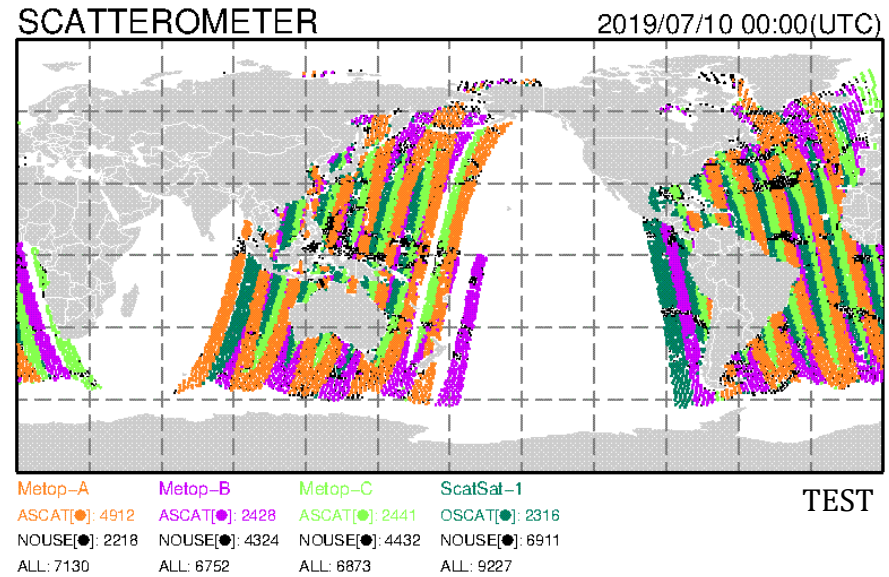 SCATTEROMETER 2019/07/10 00:00(UTC)
Metop-A Metop-B Metop-C ScatSat-1
ASCAT[●]: 4912 ASCAT[●]: 2428 ASCAT[●]: 2441 OSCAT[●]: 2316
TEST
NOUSE[●]: 2218 NOUSE[●]: 4324 NOUSE[●]: 4432 NOUSE[●]: 6911
ALL: 7130 ALL: 6752 ALL: 6873 ALL: 9227